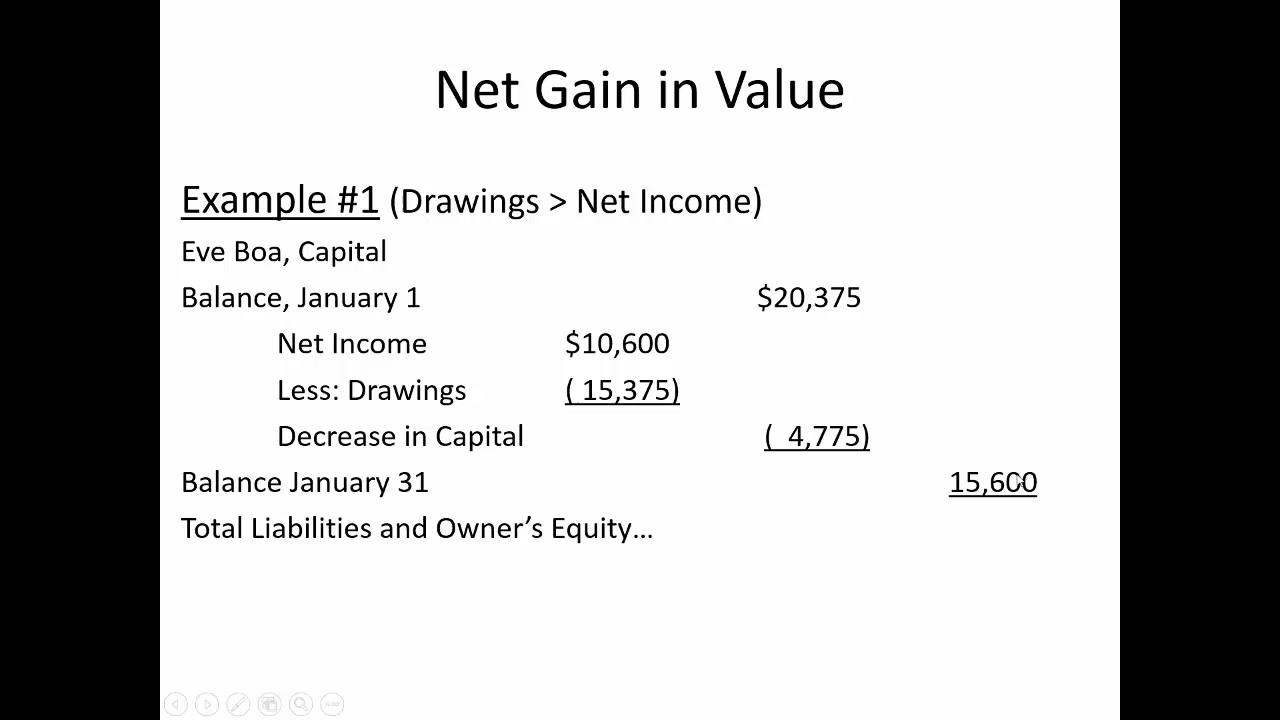 Net Gain in Value
Example #1 (Drawings > Net Income)
Eve Boa, Capital
Balance, January 1 $20,375
Net Income $10,600
Less: Drawings ( 15,375)
Decrease in Capital ( 4,775)
Balance January 31 15,600
Total Liabilities and Owner’s Equity…